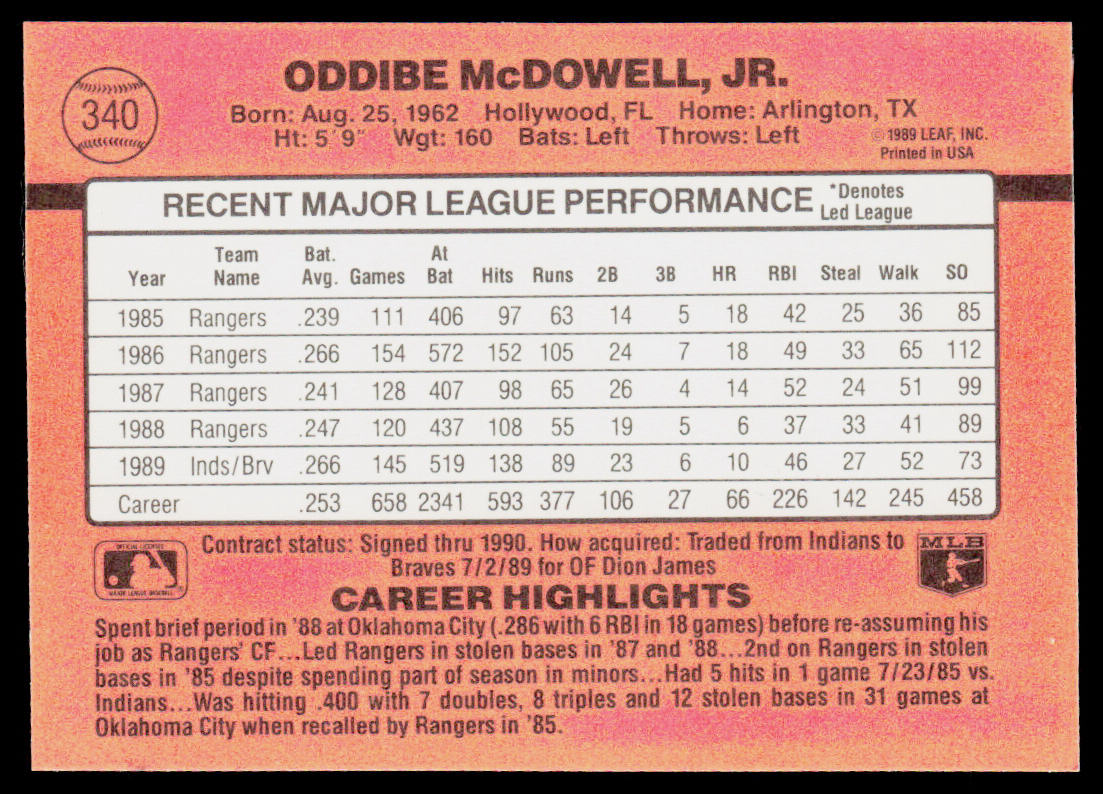 340
ODDIBE McDOWELL, JR.
Born: Aug. 25, 1962 Hollywood, FL Home: Arlington, TX
Ht: 5'9" Wgt: 160 Bats: Left Throws: Left
© 1989 LEAF, INC.
Printed in USA
RECENT MAJOR LEAGUE PERFORMANCE
*Denotes
Led League
Year Team Name Bat. Avg. Games At Bat Hits Runs 2B 3B HR RBI Steal Walk SO
1985 Rangers .239 111 406 97 63 14 5 18 42 25 36 85
1986 Rangers .266 154 572 152 105 24 7 18 49 33 65 112
1987 Rangers .241 128 407 98 65 26 4 14 52 24 51 99
1988 Rangers .247 120 437 108 55 19 5 6 37 33 41 89
1989 Inds/Brv .266 145 519 138 89 23 6 10 46 27 52 73
Career .253 658 2341 593 377 106 27 66 226 142 245 458
OFFICIAL LICENSEE
MAJOR LEAGUE BASEBALL
Contract status: Signed thru 1990. How acquired: Traded from Indians to
Braves 7/2/89 for OF Dion James
MLB
CAREER HIGHLIGHTS
Spent brief period in '88 at Oklahoma City (.286 with 6 RBI in 18 games) before re-assuming his
job as Rangers' CF...Led Rangers in stolen bases in '87 and '88...2nd on Rangers in stolen
bases in '85 despite spending part of season in minors...Had 5 hits in 1 game 7/23/85 vs.
Indians...Was hitting .400 with 7 doubles, 8 triples and 12 stolen bases in 31 games at
Oklahoma City when recalled by Rangers in '85.